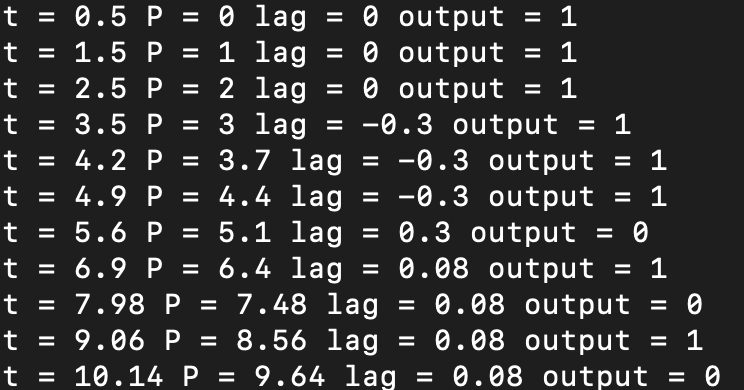 t = 0.5 P = 0 lag = 0 output = 1
t = 1.5 P = 1 lag = 0 output = 1
t = 2.5 P = 2 lag = 0 output = 1
t = 3.5 P = 3 lag = -0.3 output = 1
t = 4.2 P = 3.7 lag = -0.3 output = 1
t = 4.9 P = 4.4 lag = -0.3 output = 1
t = 5.6 P = 5.1 lag = 0.3 output = 0
t = 6.9 P = 6.4 lag = 0.08 output = 1
t = 7.98 P = 7.48 lag = 0.08 output = 0
t = 9.06 P = 8.56 lag = 0.08 output = 1
t = 10.14 P = 9.64 lag = 0.08 output = 0